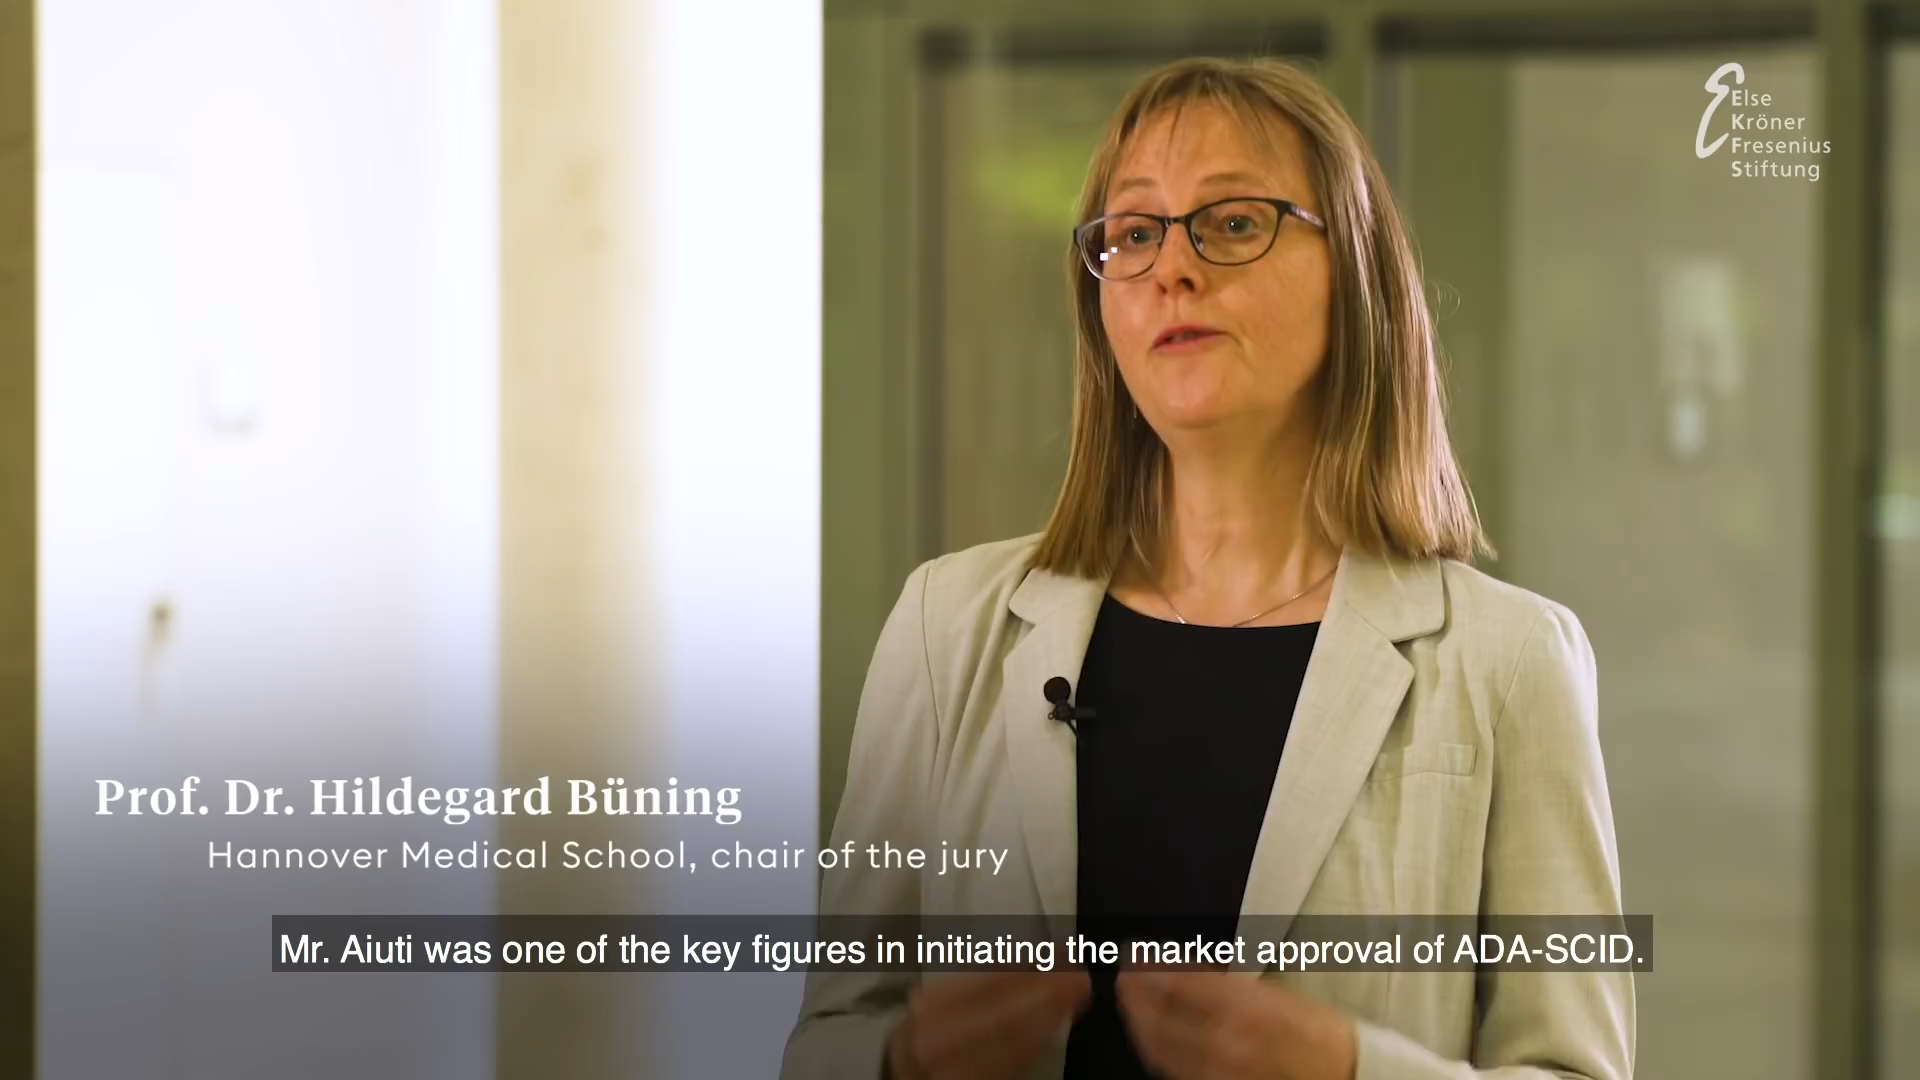 Else
Kröner
Fresenius
Stiftung
Prof. Dr. Hildegard Büning
Hannover Medical School, chair of the jury
Mr. Aiuti was one of the key figures in initiating the market approval of ADA-SCID.